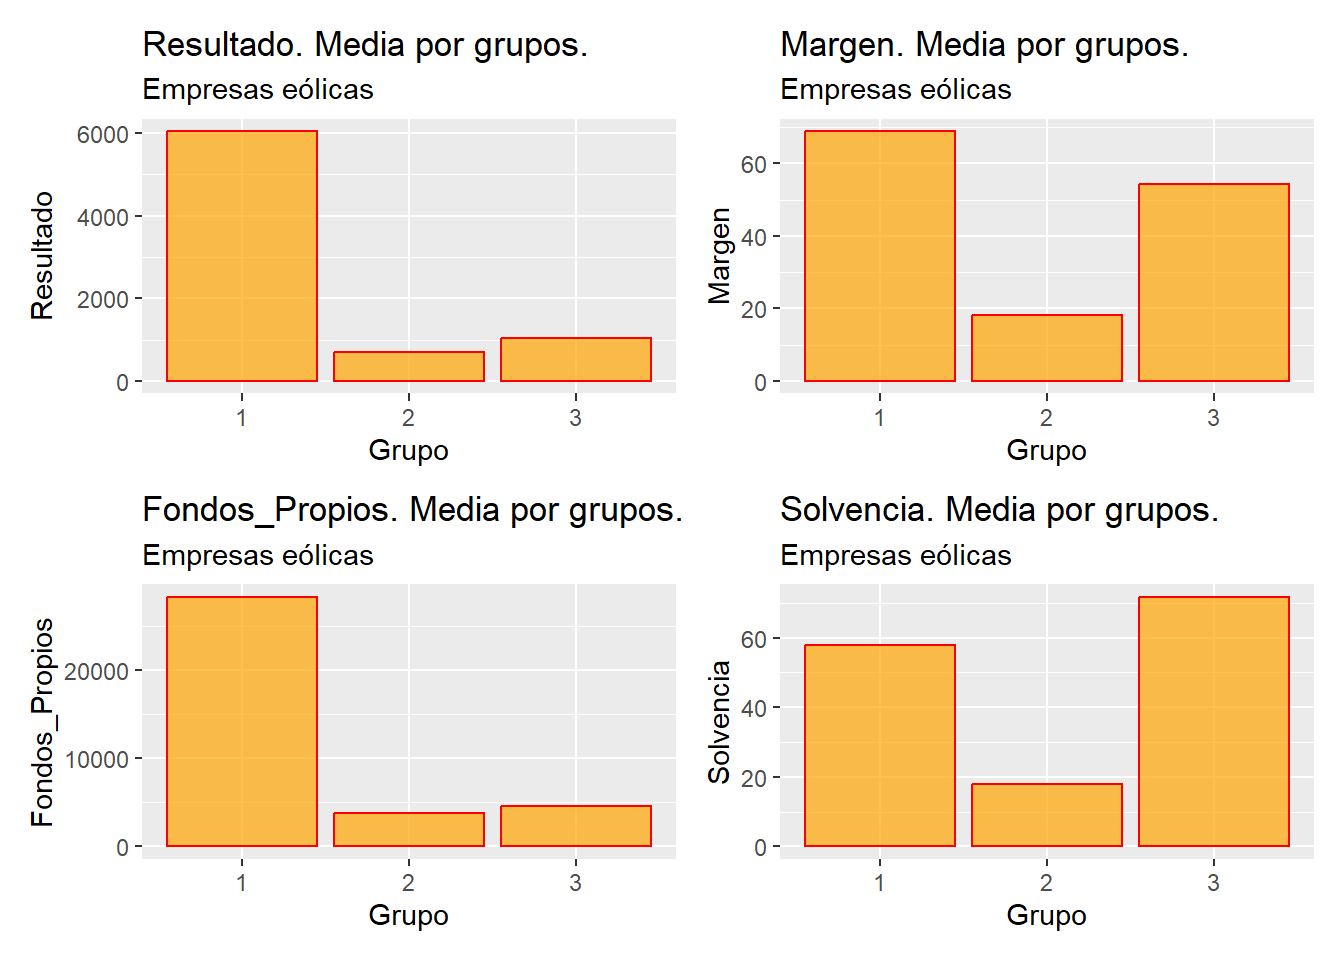 Resultado. Media por grupos.
Empresas eólicas
6000
4000
2000
0
Resultado
1 2 3
Grupo
Margen. Media por grupos.
Empresas eólicas
60
40
20
0
Margen
1 2 3
Grupo
Fondos_Propios. Media por grupos.
Empresas eólicas
20000
10000
0
Fondos_Propios
1 2 3
Grupo
Solvencia. Media por grupos.
Empresas eólicas
60
40
20
0
Solvencia
1 2 3
Grupo